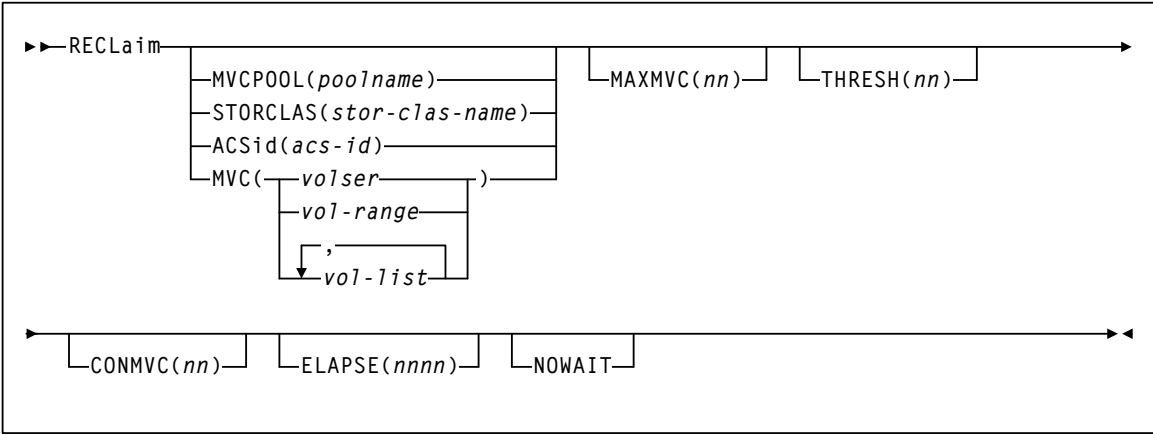 RECLaim
MVCPOOL(poolname) MAXMVC(nn) THRESH(nn)
STORCLAS(stor-clas-name)
ACSid(acs-id)
MVC( volser )
vol-range
,
vol-list
CONMVC(nn) ELAPSE(nnnn) NOWAIT